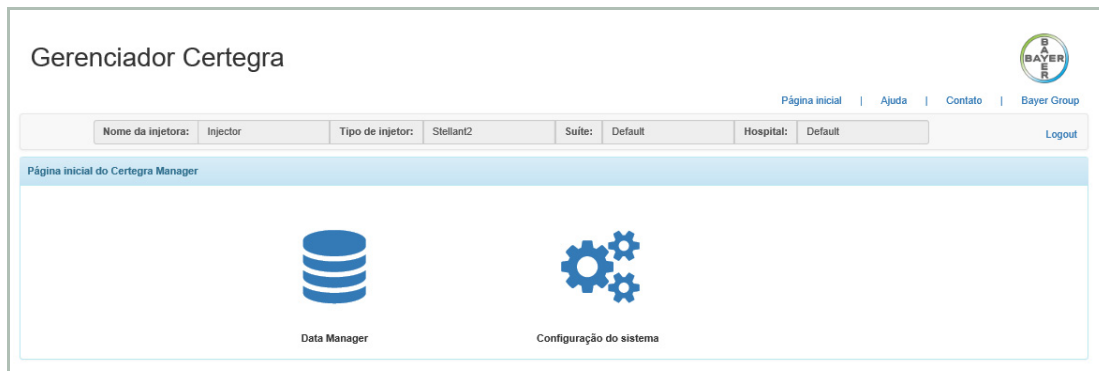 Gerenciador Certegra
BAYER
BAYER
Página inicial | Ajuda | Contato | Bayer Group
Nome da injetora: Injector Tipo de injetor: Stellant2 Suíte: Default Hospital: Default Logout
Página inicial do Certegra Manager
Data Manager Configuração do sistema